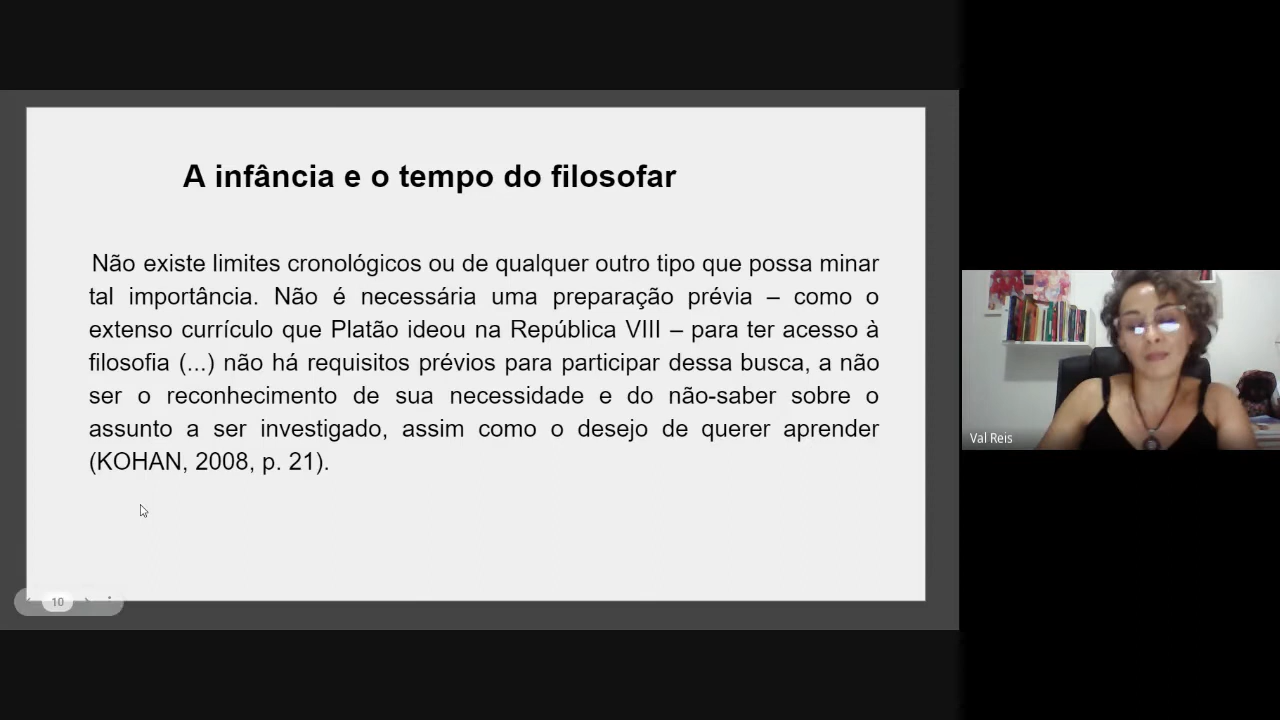 A infância e o tempo do filosofar
Não existe limites cronológicos ou de qualquer outro tipo que possa minar
tal importância. Não é necessária uma preparação prévia – como o
extenso currículo que Platão ideou na República VIII – para ter acesso à
filosofia (...) não há requisitos prévios para participar dessa busca, a não
ser o reconhecimento de sua necessidade e do não-saber sobre o
assunto a ser investigado, assim como o desejo de querer aprender
(KOHAN, 2008, p. 21).
10
Val Reis